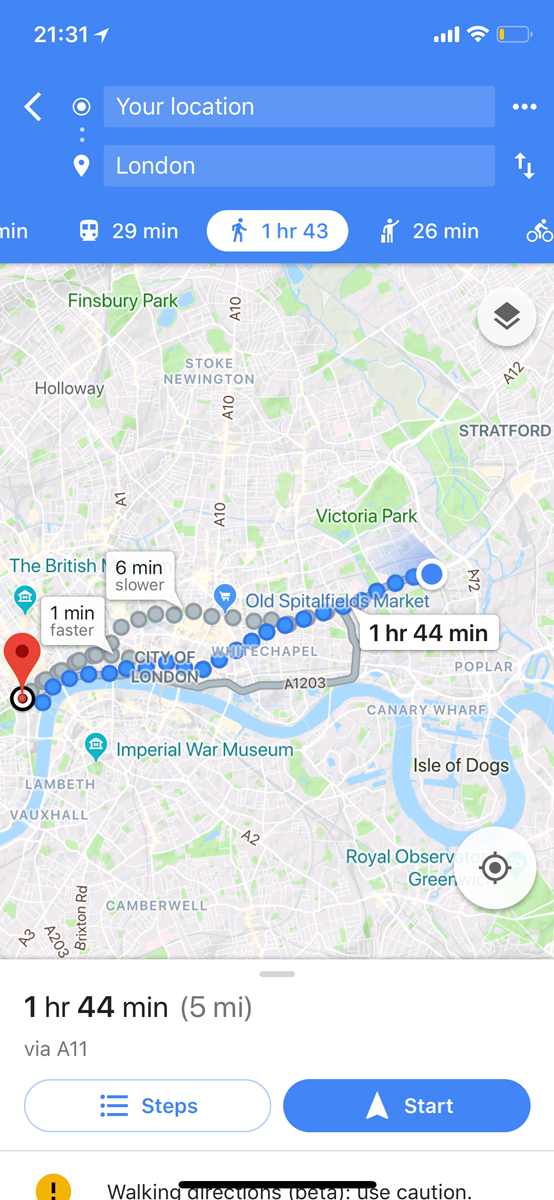 21:31
Your location
London
min
29 min
1 hr 43
26 min
Finsbury Park
A10
STOKE
NEWINGTON
A12
Holloway
A10
STRATFORD
A1
A10
Victoria Park
The British M
6 min
slower
A12
1 min
faster
Old Spitalfields Market
1 hr 44 min
WHITECHAPEL
CITY OF
LONDON
POPLAR
A1203
CANARY WHARF
Imperial War Museum
Isle of Dogs
LAMBETH
VAUXHALL
A2
Royal Observato
Greenwich
Brixton Rd
CAMBERWELL
A3
A203
1 hr 44 min (5 mi)
via A11
Steps
Start
Walking directions (beta): use caution.